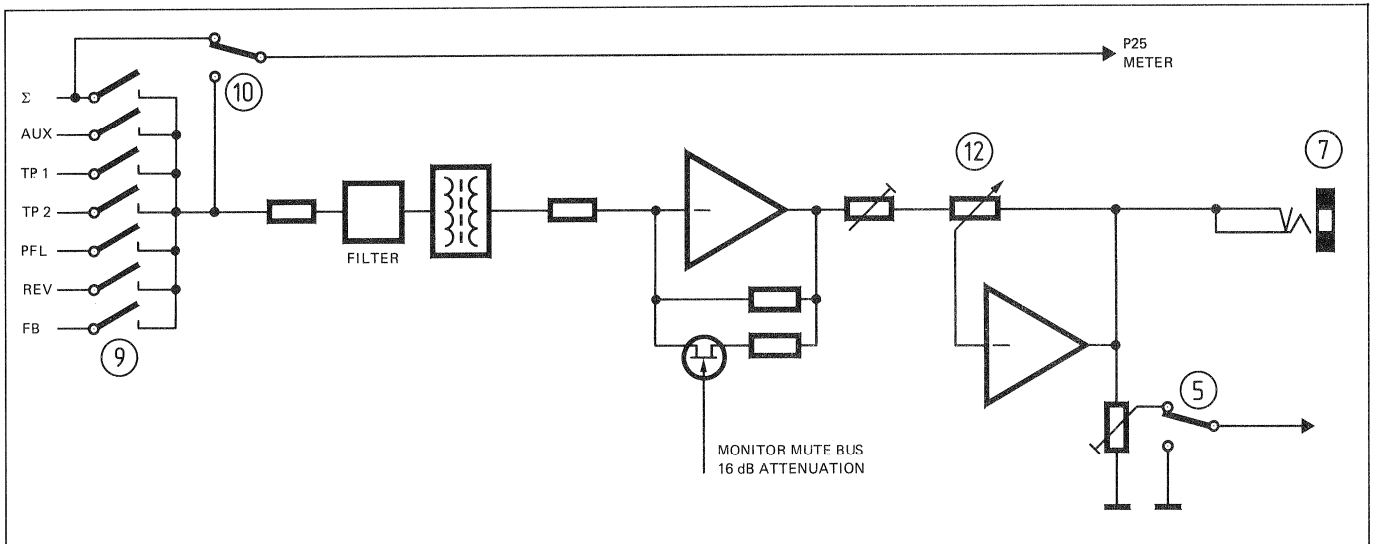 P25
METER
10
Σ
AUX
TP 1
TP 2
PFL
REV
FB
9
FILTER
12
7
5
MONITOR MUTE BUS
16 dB ATTENUATION